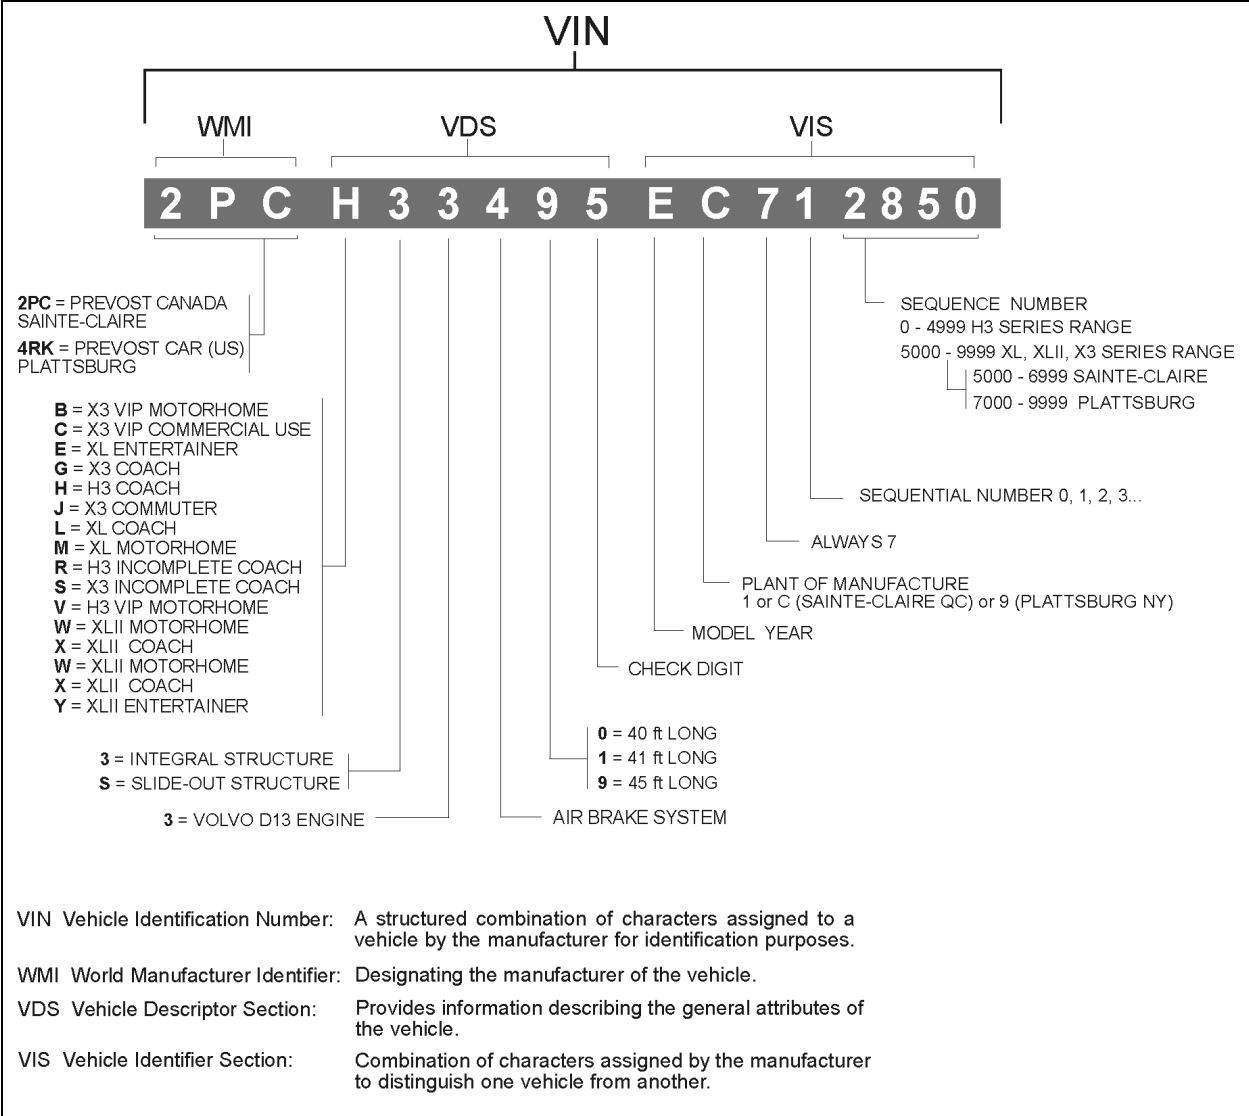 VIN
WMI VDS VIS
2 P C H 3 3 4 9 5 E C 7 1 2 8 5 0
2PC = PREVOST CANADA
SAINTE-CLAIRE
4RK = PREVOST CAR (US)
PLATTSBURG
SEQUENCE NUMBER
0 - 4999 H3 SERIES RANGE
5000 - 9999 XL, XLII, X3 SERIES RANGE
5000 - 6999 SAINTE-CLAIRE
7000 - 9999 PLATTSBURG
B = X3 VIP MOTORHOME
C = X3 VIP COMMERCIAL USE
E = XL ENTERTAINER
G = X3 COACH
H = H3 COACH
J = X3 COMMUTER
L = XL COACH
M = XL MOTORHOME
R = H3 INCOMPLETE COACH
S = X3 INCOMPLETE COACH
V = H3 VIP MOTORHOME
W = XLII MOTORHOME
X = XLII COACH
W = XLII MOTORHOME
X = XLII COACH
Y = XLII ENTERTAINER
SEQUENTIAL NUMBER 0, 1, 2, 3...
ALWAYS 7
PLANT OF MANUFACTURE
1 or C (SAINTE-CLAIRE QC) or 9 (PLATTSBURG NY)
MODEL YEAR
CHECK DIGIT
0 = 40 ft LONG
1 = 41 ft LONG
9 = 45 ft LONG
3 = INTEGRAL STRUCTURE
S = SLIDE-OUT STRUCTURE
3 = VOLVO D13 ENGINE
AIR BRAKE SYSTEM
VIN Vehicle Identification Number: A structured combination of characters assigned to a
vehicle by the manufacturer for identification purposes.
WMI World Manufacturer Identifier: Designating the manufacturer of the vehicle.
VDS Vehicle Descriptor Section: Provides information describing the general attributes of
the vehicle.
VIS Vehicle Identifier Section: Combination of characters assigned by the manufacturer
to distinguish one vehicle from another.